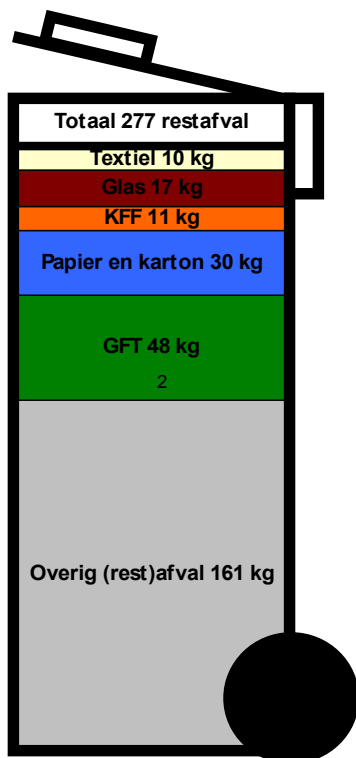 Totaal 277 restafval
Textiel 10 kg
Glas 17 kg
KFF 11 kg
Papier en karton 30 kg
GFT 48 kg
2
Overig (rest)afval 161 kg